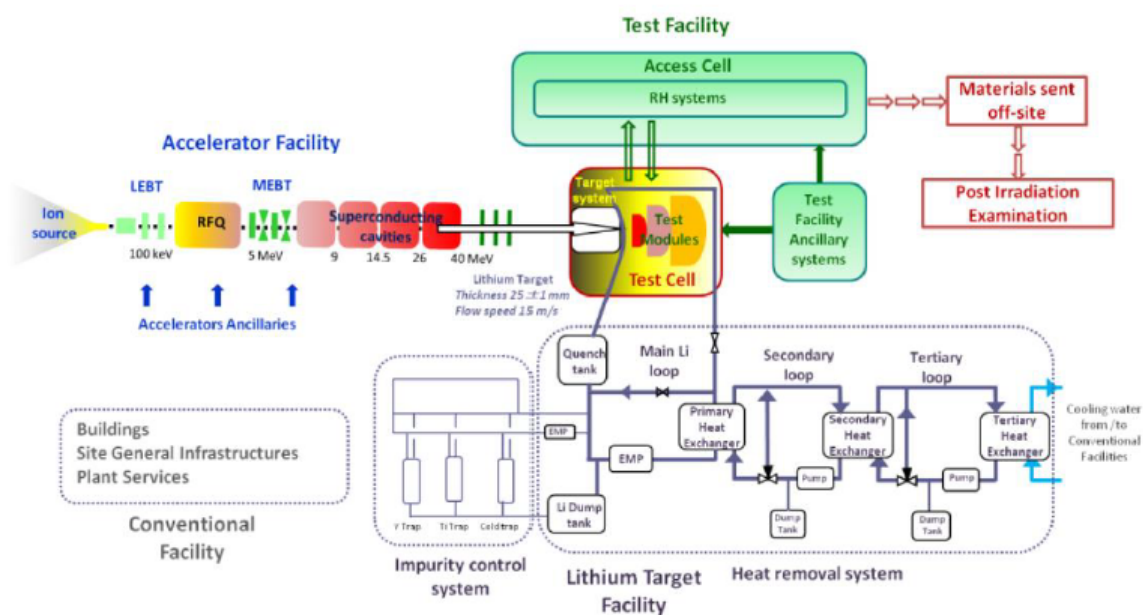 Test Facility
Access Cell
RH systems
Materials sent
off-site
Post Irradiation
Examination
Accelerator Facility
LEBT
MEBT
Ion
source
RFQ
Superconducting
cavities
100 keV
5 MeV
9
14.5
26
40 MeV
Accelerators Ancillaries
Target
system
Test
Modules
Test Cell
Test
Facility
Ancillary
systems
Lithium Target
Thickness 25 ±1 mm
Flow speed 15 m/s
Quench
tank
Main Li
loop
Secondary
loop
Tertiary
loop
EMP
EMP
Primary
Heat
Exchanger
Secondary
Heat
Exchanger
Tertiary
Heat
Exchanger
Pump
Pump
Dump
Tank
Dump
Tank
Li Dump
tank
Cooling water
from /to
Conventional
Facilities
Y Trap
Ti Trap
Cold trap
Impurity control
system
Heat removal system
Lithium Target
Facility
Buildings
Site General Infrastructures
Plant Services
Conventional
Facility